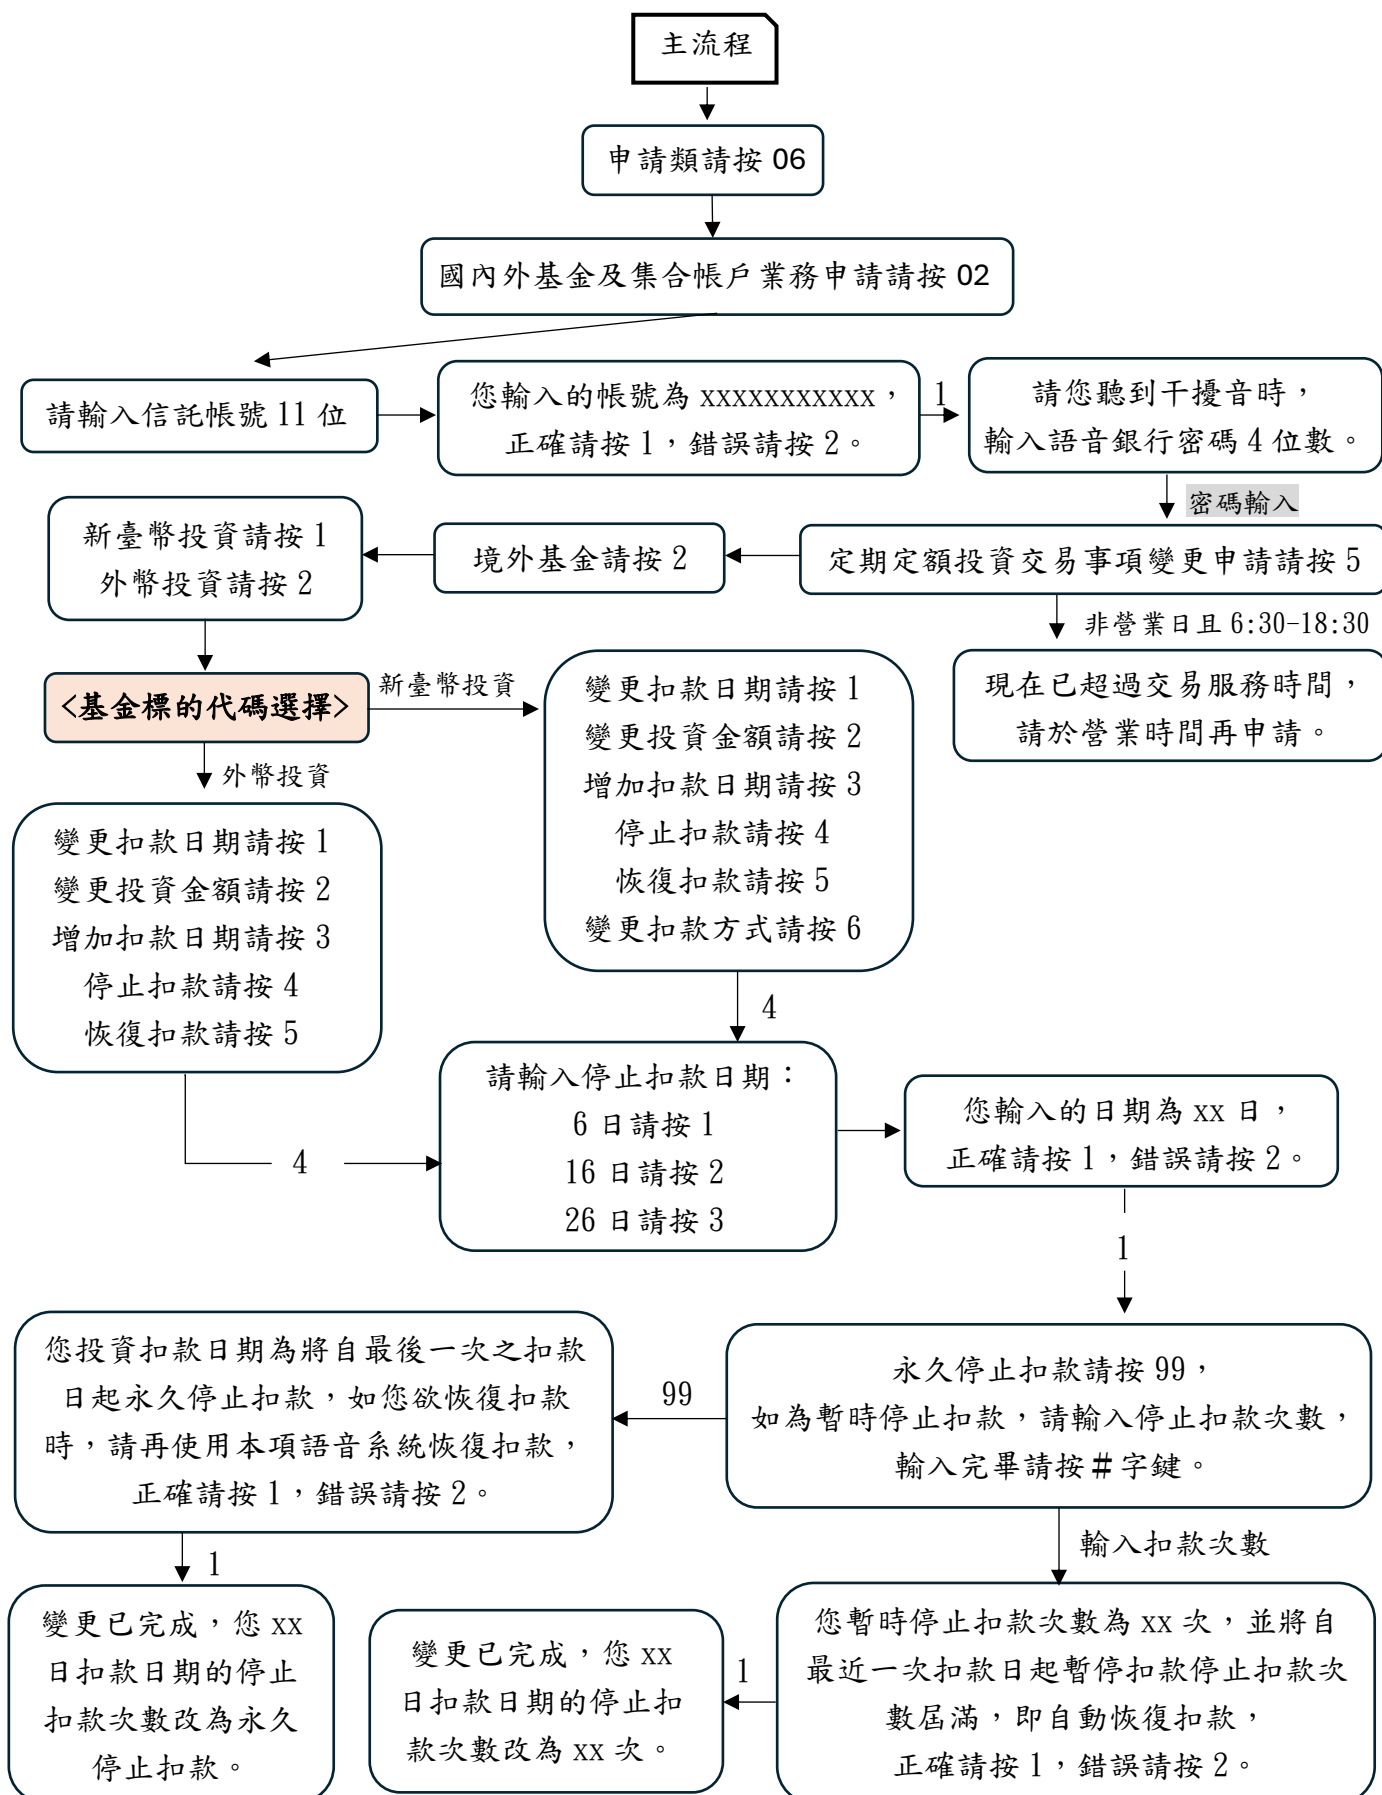 主流程
申請類請按 06
國內外基金及集合帳戶業務申請請按 02
請輸入信託帳號 11 位
您輸入的帳號為 xxxxxxxxxxx，
正確請按 1，錯誤請按 2。
1
請您聽到干擾音時，
輸入語音銀行密碼 4 位數。
密碼輸入
定期定額投資交易事項變更申請請按 5
境外基金請按 2
新臺幣投資請按 1
外幣投資請按 2
非營業日且 6:30-18:30
現在已超過交易服務時間，
請於營業時間再申請。
<基金標的代碼選擇>
新臺幣投資
外幣投資
變更扣款日期請按 1
變更投資金額請按 2
增加扣款日期請按 3
停止扣款請按 4
恢復扣款請按 5
變更扣款方式請按 6
變更扣款日期請按 1
變更投資金額請按 2
增加扣款日期請按 3
停止扣款請按 4
恢復扣款請按 5
4
4
請輸入停止扣款日期：
6 日請按 1
16 日請按 2
26 日請按 3
您輸入的日期為 xx 日，
正確請按 1，錯誤請按 2。
1
永久停止扣款請按 99，
如為暫時停止扣款，請輸入停止扣款次數，
輸入完畢請按＃字鍵。
99
您投資扣款日期為將自最後一次之扣款
日起永久停止扣款，如您欲恢復扣款
時，請再使用本項語音系統恢復扣款，
正確請按 1，錯誤請按 2。
1
變更已完成，您 xx
日扣款日期的停止
扣款次數改為永久
停止扣款。
輸入扣款次數
您暫時停止扣款次數為 xx 次，並將自
最近一次扣款日起暫停扣款停止扣款次
數屆滿，即自動恢復扣款，
正確請按 1，錯誤請按 2。
1
變更已完成，您 xx
日扣款日期的停止扣
款次數改為 xx 次。